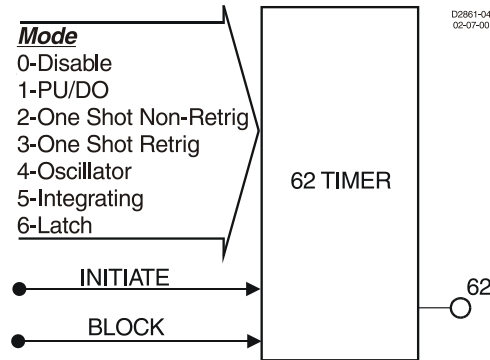 D2861-04
02-07-00
Mode
0-Disable
1-PU/DO
2-One Shot Non-Retrig
3-One Shot Retrig
4-Oscillator
5-Integrating
6-Latch
62 TIMER
INITIATE
62
BLOCK